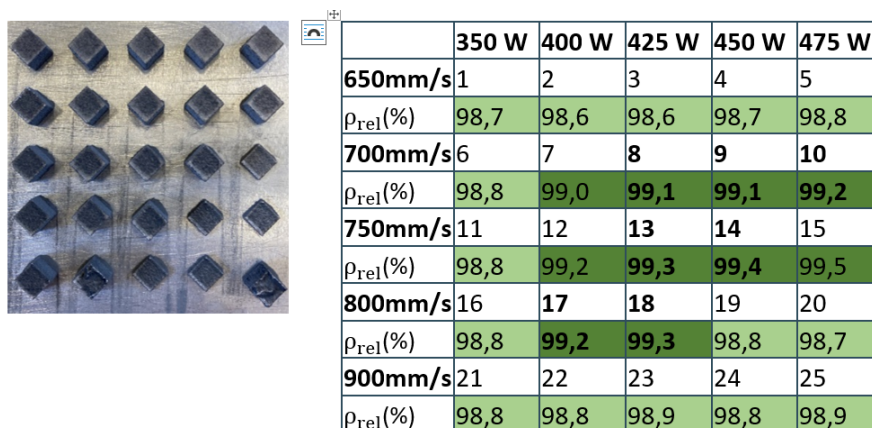 350 W 400 W 425 W 450 W 475 W
650mm/s 1 2 3 4 5
ρrel(%) 98,7 98,6 98,6 98,7 98,8
700mm/s 6 7 8 9 10
ρrel(%) 98,8 99,0 99,1 99,1 99,2
750mm/s 11 12 13 14 15
ρrel(%) 98,8 99,2 99,3 99,4 99,5
800mm/s 16 17 18 19 20
ρrel(%) 98,8 99,2 99,3 98,8 98,7
900mm/s 21 22 23 24 25
ρrel(%) 98,8 98,8 98,9 98,8 98,9